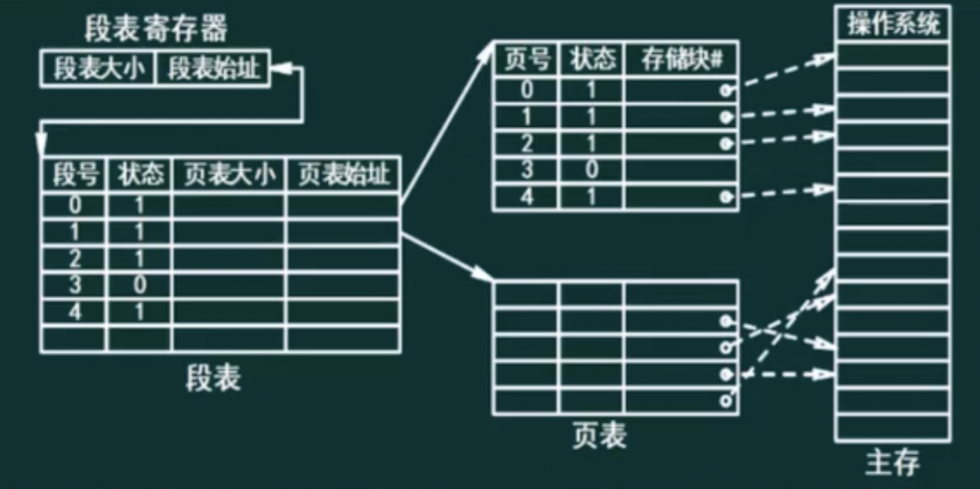 段表寄存器
段表大小 段表始址
段号 状态 页表大小 页表始址
0 1
1 1
2 1
3 0
4 1
段表
页号 状态 存储块#
0 1
1 1
2 1
3 0
4 1
页表
操作系统
主存